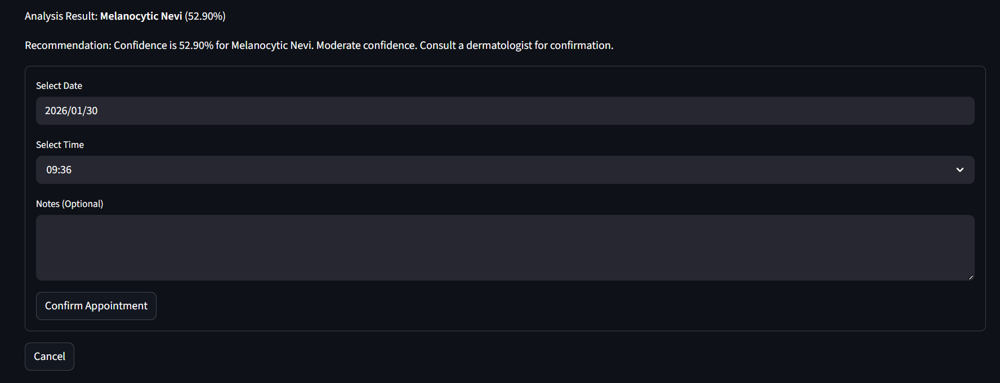 Analysis Result: Melanocytic Nevi (52.90%)
Recommendation: Confidence is 52.90% for Melanocytic Nevi. Moderate confidence. Consult a dermatologist for confirmation.
Select Date
2026/01/30
Select Time
09:36
Notes (Optional)
Confirm Appointment
Cancel